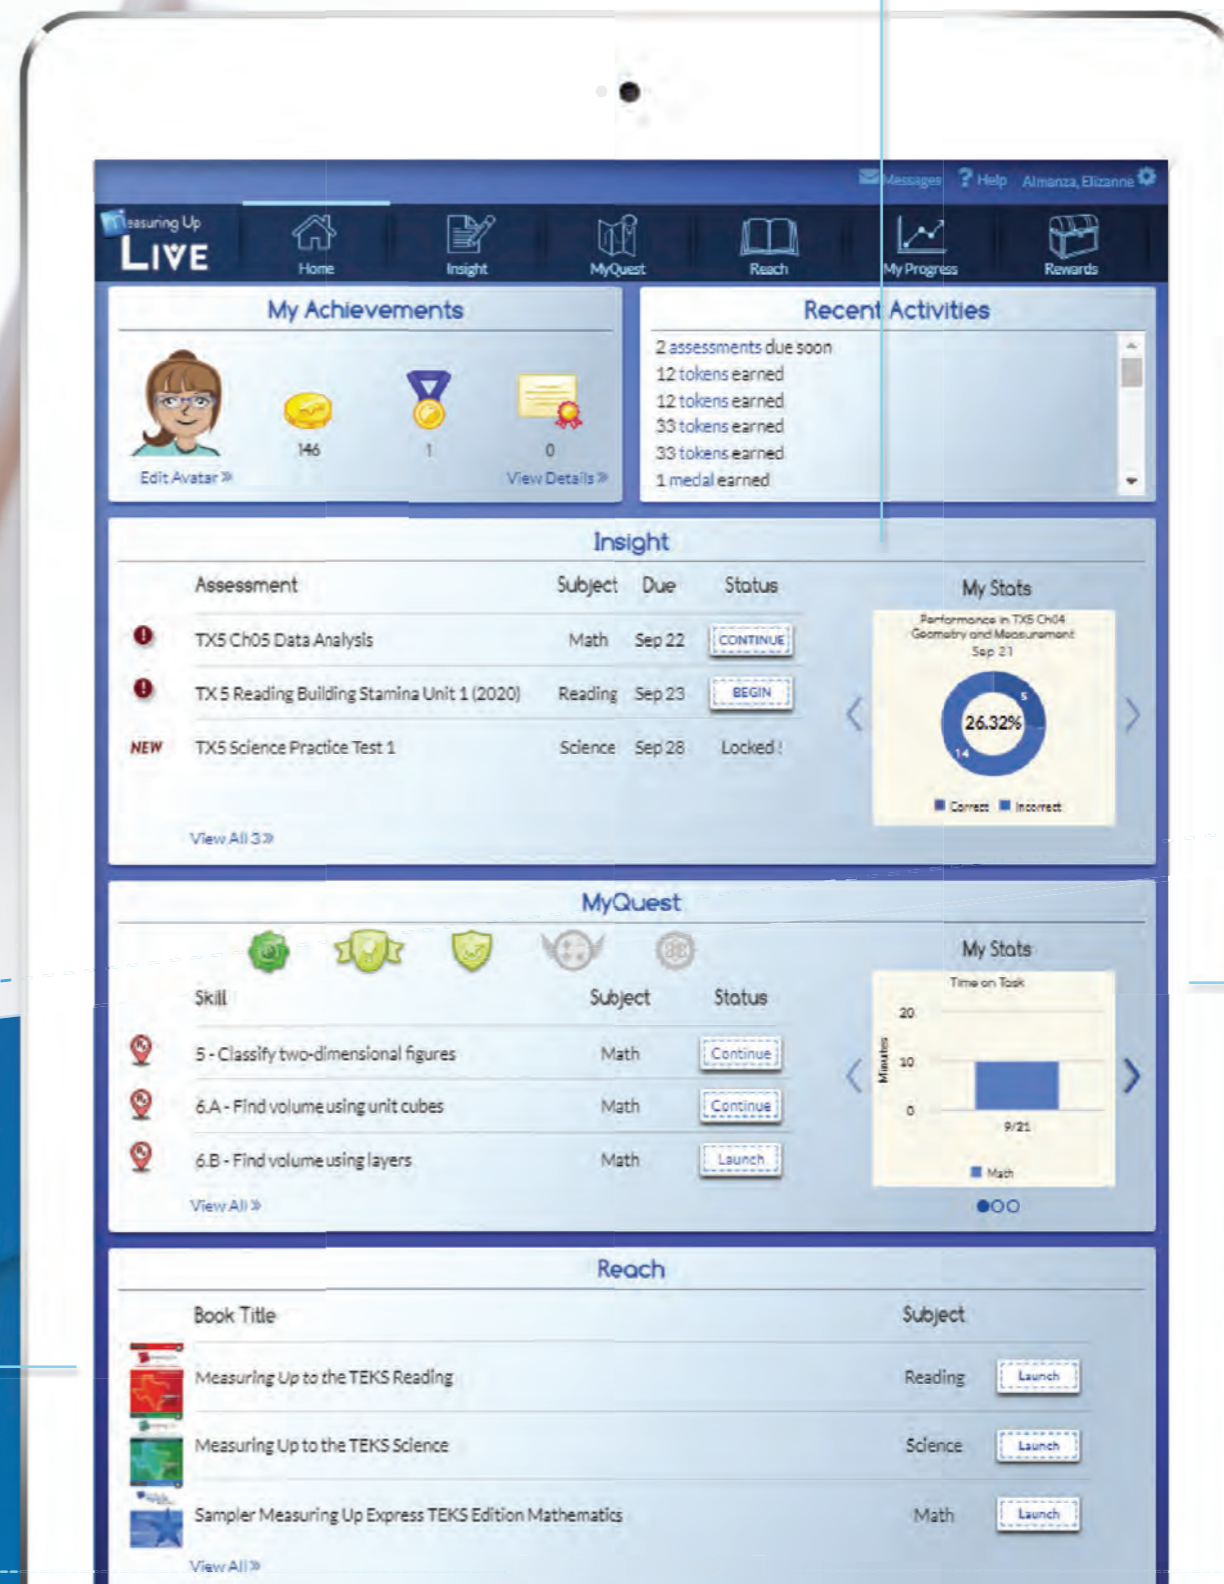 Messages ? Help Almanza, Elizanne
measuring Up
LIVE
Home Insight MyQuest Reach My Progress Rewards
My Achievements
146 1 0
Edit Avatar »
View Details »
Recent Activities
2 assessments due soon
12 tokens earned
12 tokens earned
33 tokens earned
33 tokens earned
1 medal earned
Insight
Assessment Subject Due Status
! TX5 Ch05 Data Analysis Math Sep 22 CONTINUE
! TX 5 Reading Building Stamina Unit 1 (2020) Reading Sep 23 BEGIN
NEW TX5 Science Practice Test 1 Science Sep 28 Locked !
View All 3 »
My Stats
Performance in TX5 Ch04
Geometry and Measurement
Sep 21
5
26.32%
14
Correct Incorrect
MyQuest
Skill Subject Status
5 - Classify two-dimensional figures Math Continue
6.A - Find volume using unit cubes Math Continue
6.B - Find volume using layers Math Launch
View All »
My Stats
Time on Task
Minutes
20
10
0
9/21
Math
Reach
Book Title Subject
Measuring Up to the TEKS Reading Reading Launch
Measuring Up to the TEKS Science Science Launch
Sampler Measuring Up Express TEKS Edition Mathematics Math Launch
View All »